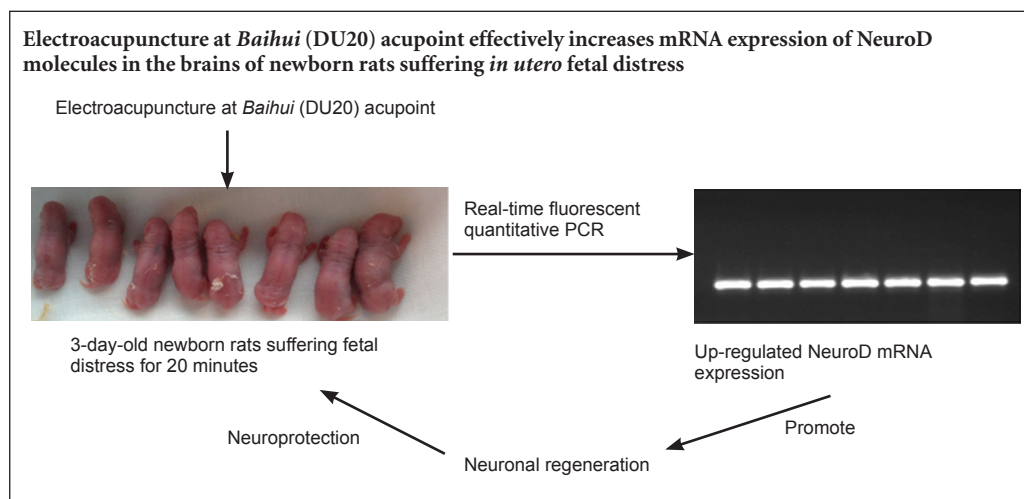 Electroacupuncture at Baihui (DU20) acupoint effectively increases mRNA expression of NeuroD
molecules in the brains of newborn rats suffering in utero fetal distress
Electroacupuncture at Baihui (DU20) acupoint
Real-time fluorescent
quantitative PCR
3-day-old newborn rats suffering fetal
distress for 20 minutes
Up-regulated NeuroD mRNA
expression
Promote
Neuroprotection
Neuronal regeneration